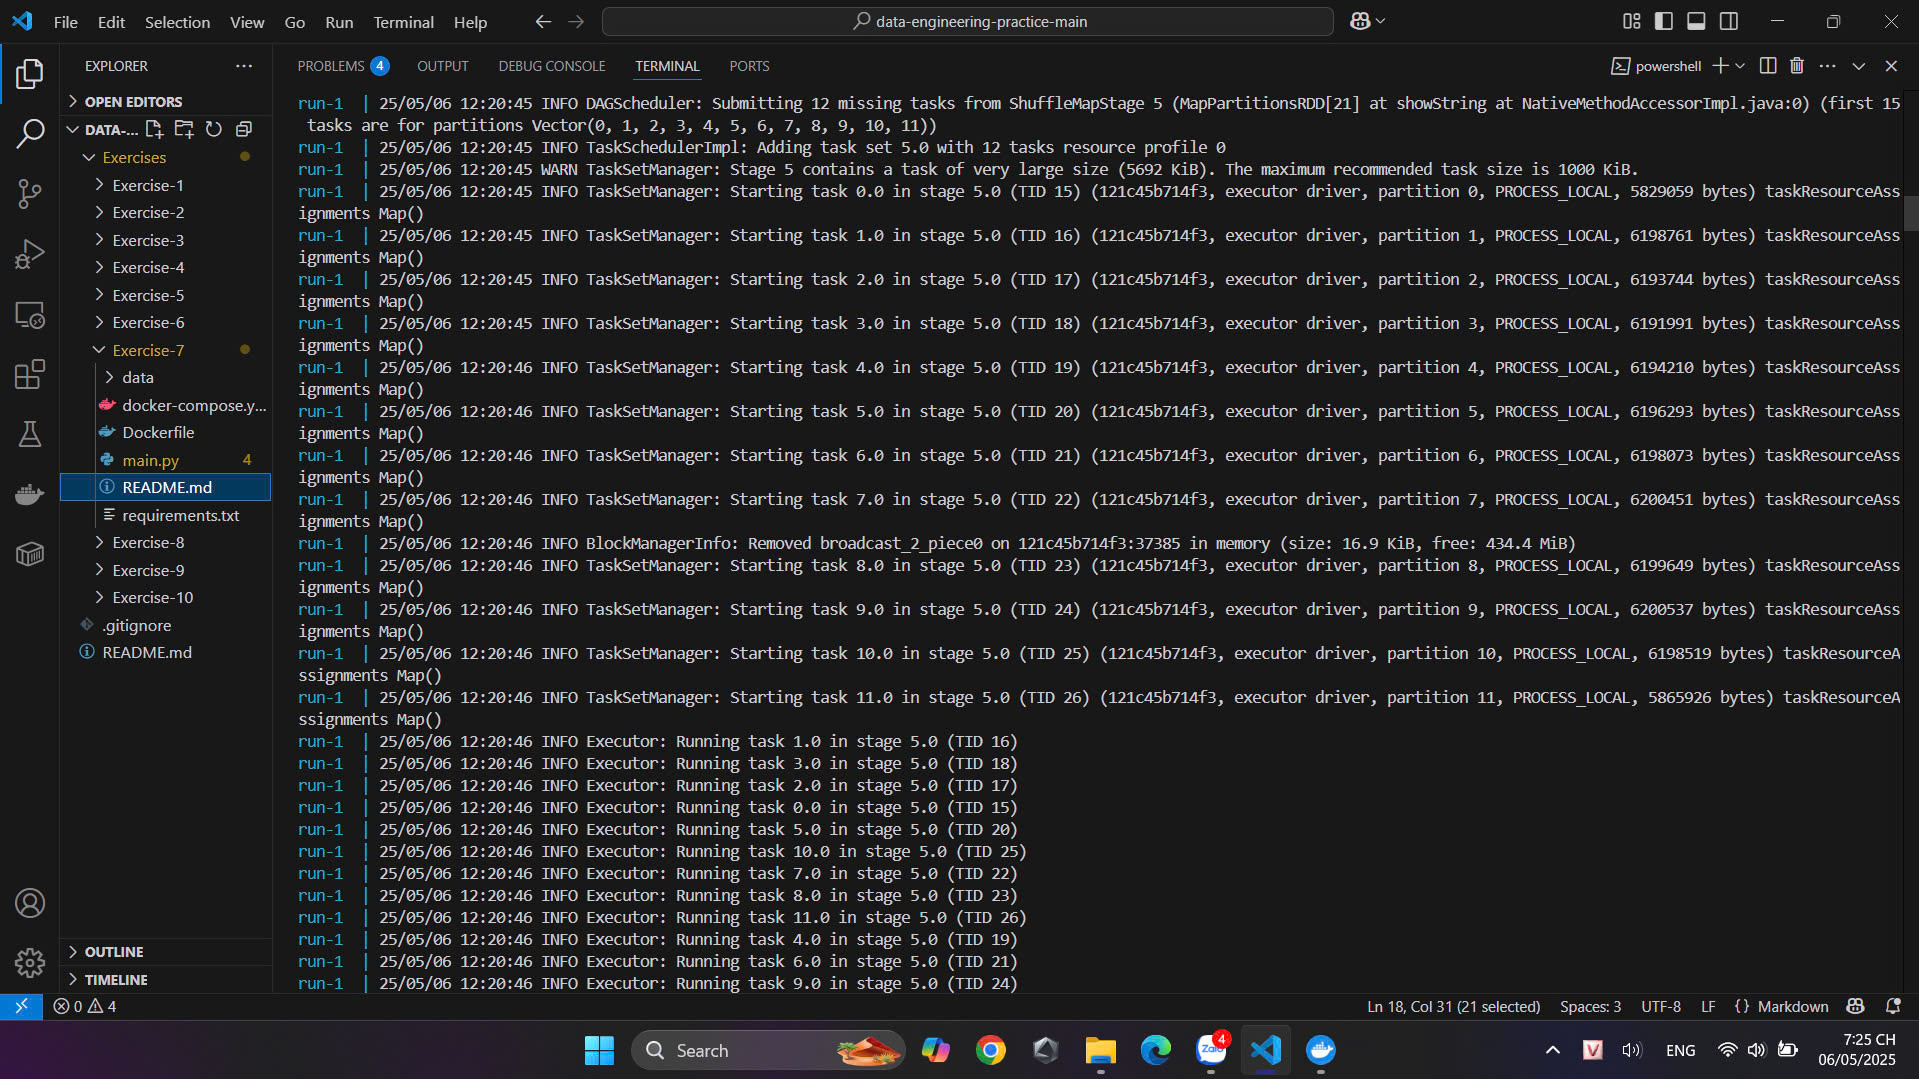 File Edit Selection View Go Run Terminal Help
data-engineering-practice-main
EXPLORER
OPEN EDITORS
DATA-...
Exercises
Exercise-1
Exercise-2
Exercise-3
Exercise-4
Exercise-5
Exercise-6
Exercise-7
data
docker-compose.y...
Dockerfile
main.py 4
README.md
requirements.txt
Exercise-8
Exercise-9
Exercise-10
.gitignore
README.md
OUTLINE
TIMELINE
PROBLEMS 4 OUTPUT DEBUG CONSOLE TERMINAL PORTS
powershell
run-1 | 25/05/06 12:20:45 INFO DAGScheduler: Submitting 12 missing tasks from ShuffleMapStage 5 (MapPartitionsRDD[21] at showString at NativeMethodAccessorImpl.java:0) (first 15
tasks are for partitions Vector(0, 1, 2, 3, 4, 5, 6, 7, 8, 9, 10, 11))
run-1 | 25/05/06 12:20:45 INFO TaskSchedulerImpl: Adding task set 5.0 with 12 tasks resource profile 0
run-1 | 25/05/06 12:20:45 WARN TaskSetManager: Stage 5 contains a task of very large size (5692 KiB). The maximum recommended task size is 1000 KiB.
run-1 | 25/05/06 12:20:45 INFO TaskSetManager: Starting task 0.0 in stage 5.0 (TID 15) (121c45b714f3, executor driver, partition 0, PROCESS_LOCAL, 5829059 bytes) taskResourceAss
ignments Map()
run-1 | 25/05/06 12:20:45 INFO TaskSetManager: Starting task 1.0 in stage 5.0 (TID 16) (121c45b714f3, executor driver, partition 1, PROCESS_LOCAL, 6198761 bytes) taskResourceAss
ignments Map()
run-1 | 25/05/06 12:20:45 INFO TaskSetManager: Starting task 2.0 in stage 5.0 (TID 17) (121c45b714f3, executor driver, partition 2, PROCESS_LOCAL, 6193744 bytes) taskResourceAss
ignments Map()
run-1 | 25/05/06 12:20:45 INFO TaskSetManager: Starting task 3.0 in stage 5.0 (TID 18) (121c45b714f3, executor driver, partition 3, PROCESS_LOCAL, 6191991 bytes) taskResourceAss
ignments Map()
run-1 | 25/05/06 12:20:46 INFO TaskSetManager: Starting task 4.0 in stage 5.0 (TID 19) (121c45b714f3, executor driver, partition 4, PROCESS_LOCAL, 6194210 bytes) taskResourceAss
ignments Map()
run-1 | 25/05/06 12:20:46 INFO TaskSetManager: Starting task 5.0 in stage 5.0 (TID 20) (121c45b714f3, executor driver, partition 5, PROCESS_LOCAL, 6196293 bytes) taskResourceAss
ignments Map()
run-1 | 25/05/06 12:20:46 INFO TaskSetManager: Starting task 6.0 in stage 5.0 (TID 21) (121c45b714f3, executor driver, partition 6, PROCESS_LOCAL, 6198073 bytes) taskResourceAss
ignments Map()
run-1 | 25/05/06 12:20:46 INFO TaskSetManager: Starting task 7.0 in stage 5.0 (TID 22) (121c45b714f3, executor driver, partition 7, PROCESS_LOCAL, 6200451 bytes) taskResourceAss
ignments Map()
run-1 | 25/05/06 12:20:46 INFO BlockManagerInfo: Removed broadcast_2_piece0 on 121c45b714f3:37385 in memory (size: 16.9 KiB, free: 434.4 MiB)
run-1 | 25/05/06 12:20:46 INFO TaskSetManager: Starting task 8.0 in stage 5.0 (TID 23) (121c45b714f3, executor driver, partition 8, PROCESS_LOCAL, 6199649 bytes) taskResourceAss
ignments Map()
run-1 | 25/05/06 12:20:46 INFO TaskSetManager: Starting task 9.0 in stage 5.0 (TID 24) (121c45b714f3, executor driver, partition 9, PROCESS_LOCAL, 6200537 bytes) taskResourceAss
ignments Map()
run-1 | 25/05/06 12:20:46 INFO TaskSetManager: Starting task 10.0 in stage 5.0 (TID 25) (121c45b714f3, executor driver, partition 10, PROCESS_LOCAL, 6198519 bytes) taskResourceA
ssignments Map()
run-1 | 25/05/06 12:20:46 INFO TaskSetManager: Starting task 11.0 in stage 5.0 (TID 26) (121c45b714f3, executor driver, partition 11, PROCESS_LOCAL, 5865926 bytes) taskResourceA
ssignments Map()
run-1 | 25/05/06 12:20:46 INFO Executor: Running task 1.0 in stage 5.0 (TID 16)
run-1 | 25/05/06 12:20:46 INFO Executor: Running task 3.0 in stage 5.0 (TID 18)
run-1 | 25/05/06 12:20:46 INFO Executor: Running task 2.0 in stage 5.0 (TID 17)
run-1 | 25/05/06 12:20:46 INFO Executor: Running task 0.0 in stage 5.0 (TID 15)
run-1 | 25/05/06 12:20:46 INFO Executor: Running task 5.0 in stage 5.0 (TID 20)
run-1 | 25/05/06 12:20:46 INFO Executor: Running task 10.0 in stage 5.0 (TID 25)
run-1 | 25/05/06 12:20:46 INFO Executor: Running task 7.0 in stage 5.0 (TID 22)
run-1 | 25/05/06 12:20:46 INFO Executor: Running task 8.0 in stage 5.0 (TID 23)
run-1 | 25/05/06 12:20:46 INFO Executor: Running task 11.0 in stage 5.0 (TID 26)
run-1 | 25/05/06 12:20:46 INFO Executor: Running task 4.0 in stage 5.0 (TID 19)
run-1 | 25/05/06 12:20:46 INFO Executor: Running task 6.0 in stage 5.0 (TID 21)
run-1 | 25/05/06 12:20:46 INFO Executor: Running task 9.0 in stage 5.0 (TID 24)
0 4 Ln 18, Col 31 (21 selected) Spaces: 3 UTF-8 LF {} Markdown
Search Zalo 4 V ENG 7:25 CH
06/05/2025